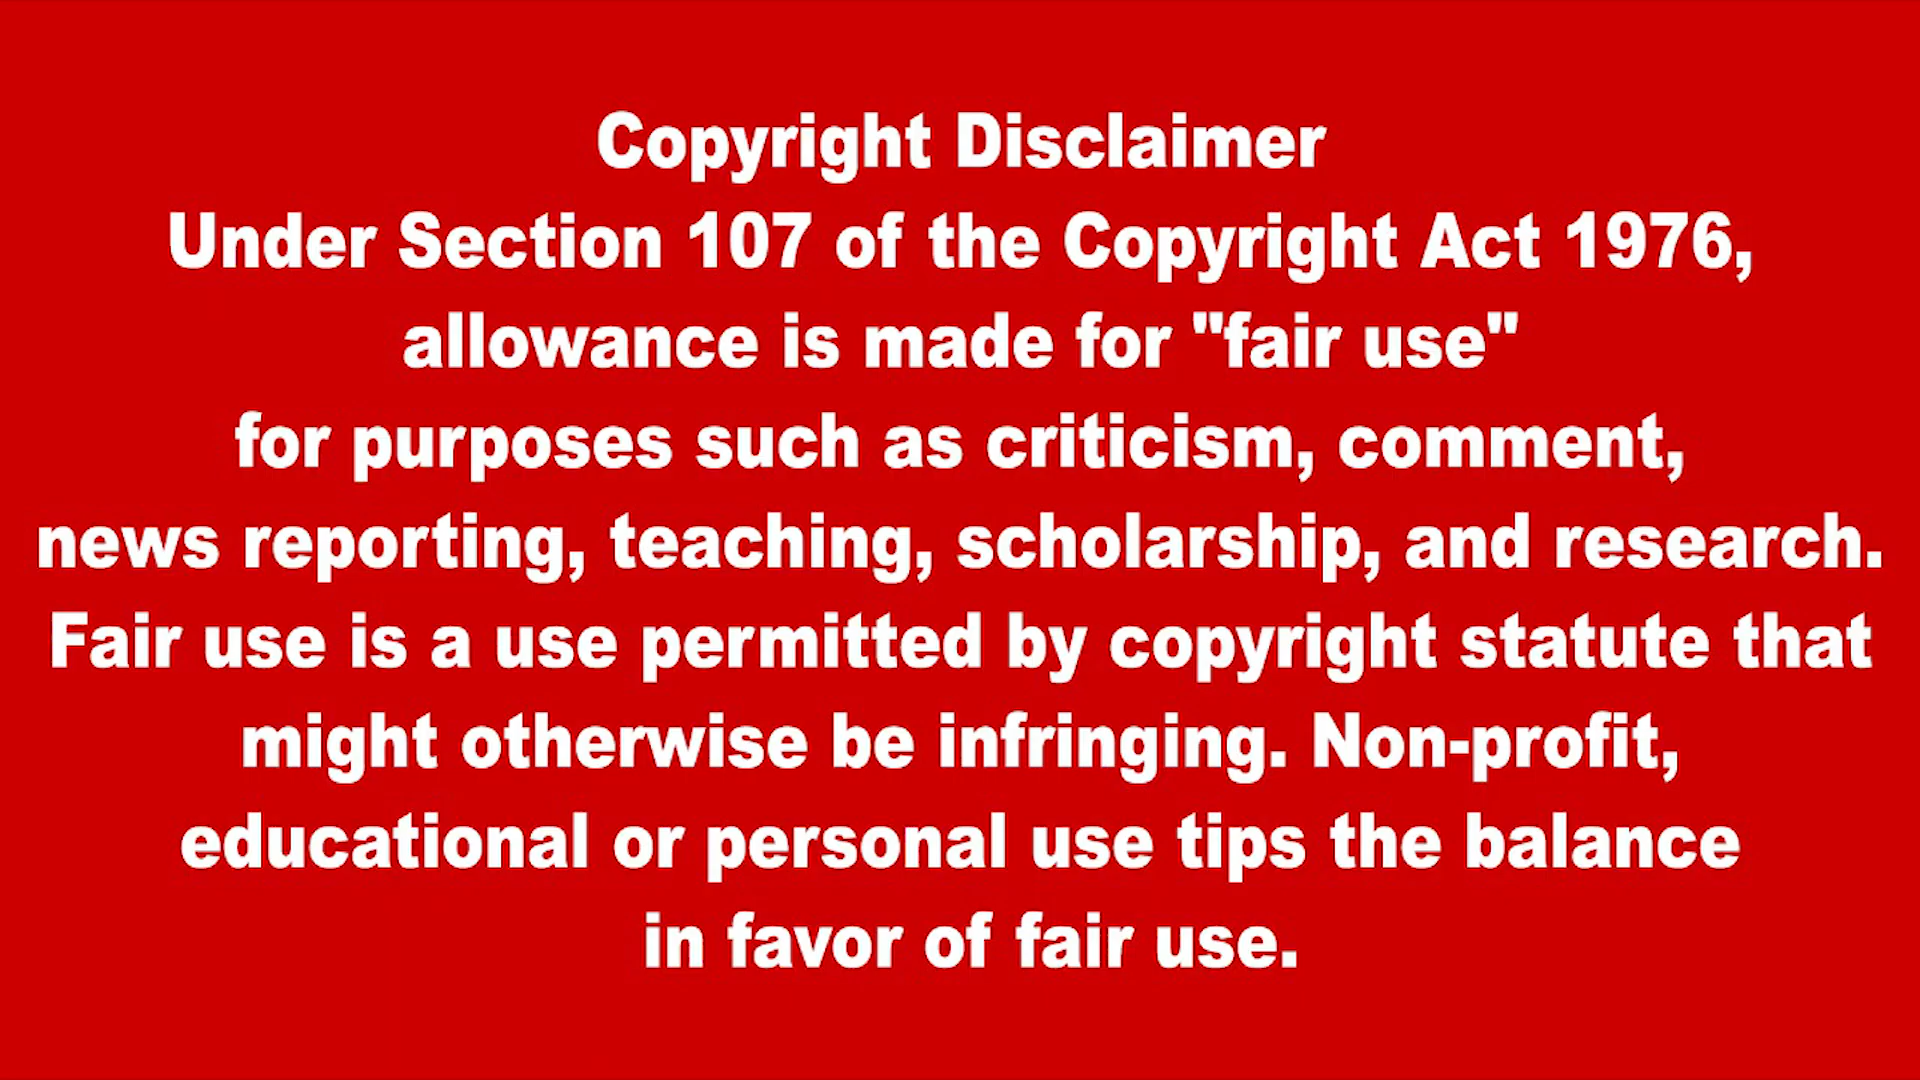 Copyright Disclaimer
Under Section 107 of the Copyright Act 1976,
allowance is made for "fair use"
for purposes such as criticism, comment,
news reporting, teaching, scholarship, and research.
Fair use is a use permitted by copyright statute that
might otherwise be infringing. Non-profit,
educational or personal use tips the balance
in favor of fair use.